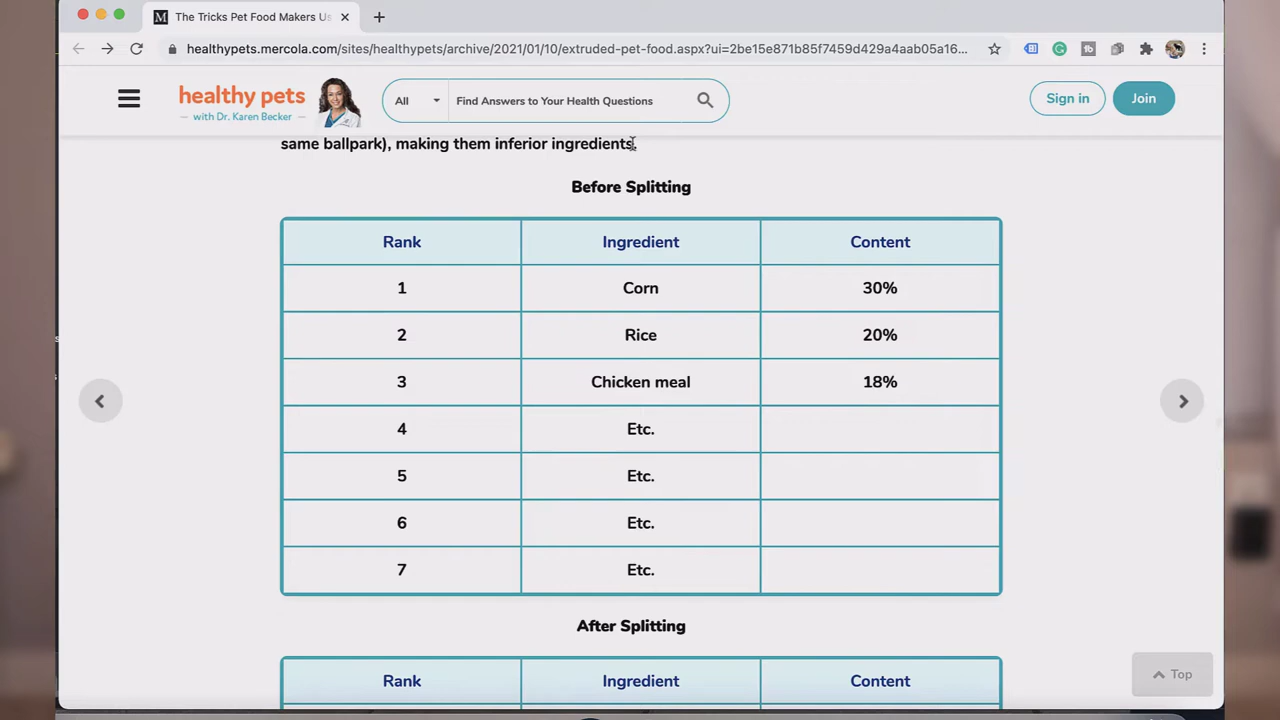 The Tricks Pet Food Makers Us
healthypets.mercola.com/sites/healthypets/archive/2021/01/10/extruded-pet-food.aspx?ui=2be15e871b85f7459d429a4aab05a16...
healthy pets
with Dr. Karen Becker
All
Find Answers to Your Health Questions
Sign in
Join
same ballpark), making them inferior ingredients.
Before Splitting
Rank Ingredient Content
1 Corn 30%
2 Rice 20%
3 Chicken meal 18%
4 Etc.
5 Etc.
6 Etc.
7 Etc.
After Splitting
Rank Ingredient Content
Top